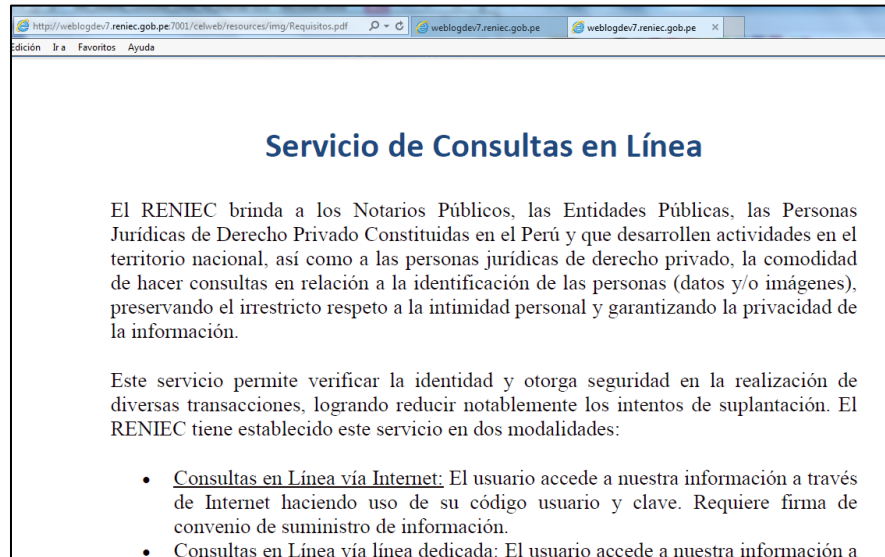 http://weblogdev7.reniec.gob.pe:7001/celweb/resources/img/Requisitos.pdf
weblogdev7.reniec.gob.pe
weblogdev7.reniec.gob.pe
Edición Ir a Favoritos Ayuda
Servicio de Consultas en Línea
El RENIEC brinda a los Notarios Públicos, las Entidades Públicas, las Personas
Jurídicas de Derecho Privado Constituidas en el Perú y que desarrollen actividades en el
territorio nacional, así como a las personas jurídicas de derecho privado, la comodidad
de hacer consultas en relación a la identificación de las personas (datos y/o imágenes),
preservando el irrestricto respeto a la intimidad personal y garantizando la privacidad de
la información.
Este servicio permite verificar la identidad y otorga seguridad en la realización de
diversas transacciones, logrando reducir notablemente los intentos de suplantación. El
RENIEC tiene establecido este servicio en dos modalidades:
• Consultas en Línea vía Internet: El usuario accede a nuestra información a través
de Internet haciendo uso de su código usuario y clave. Requiere firma de
convenio de suministro de información.
• Consultas en Línea vía línea dedicada: El usuario accede a nuestra información a